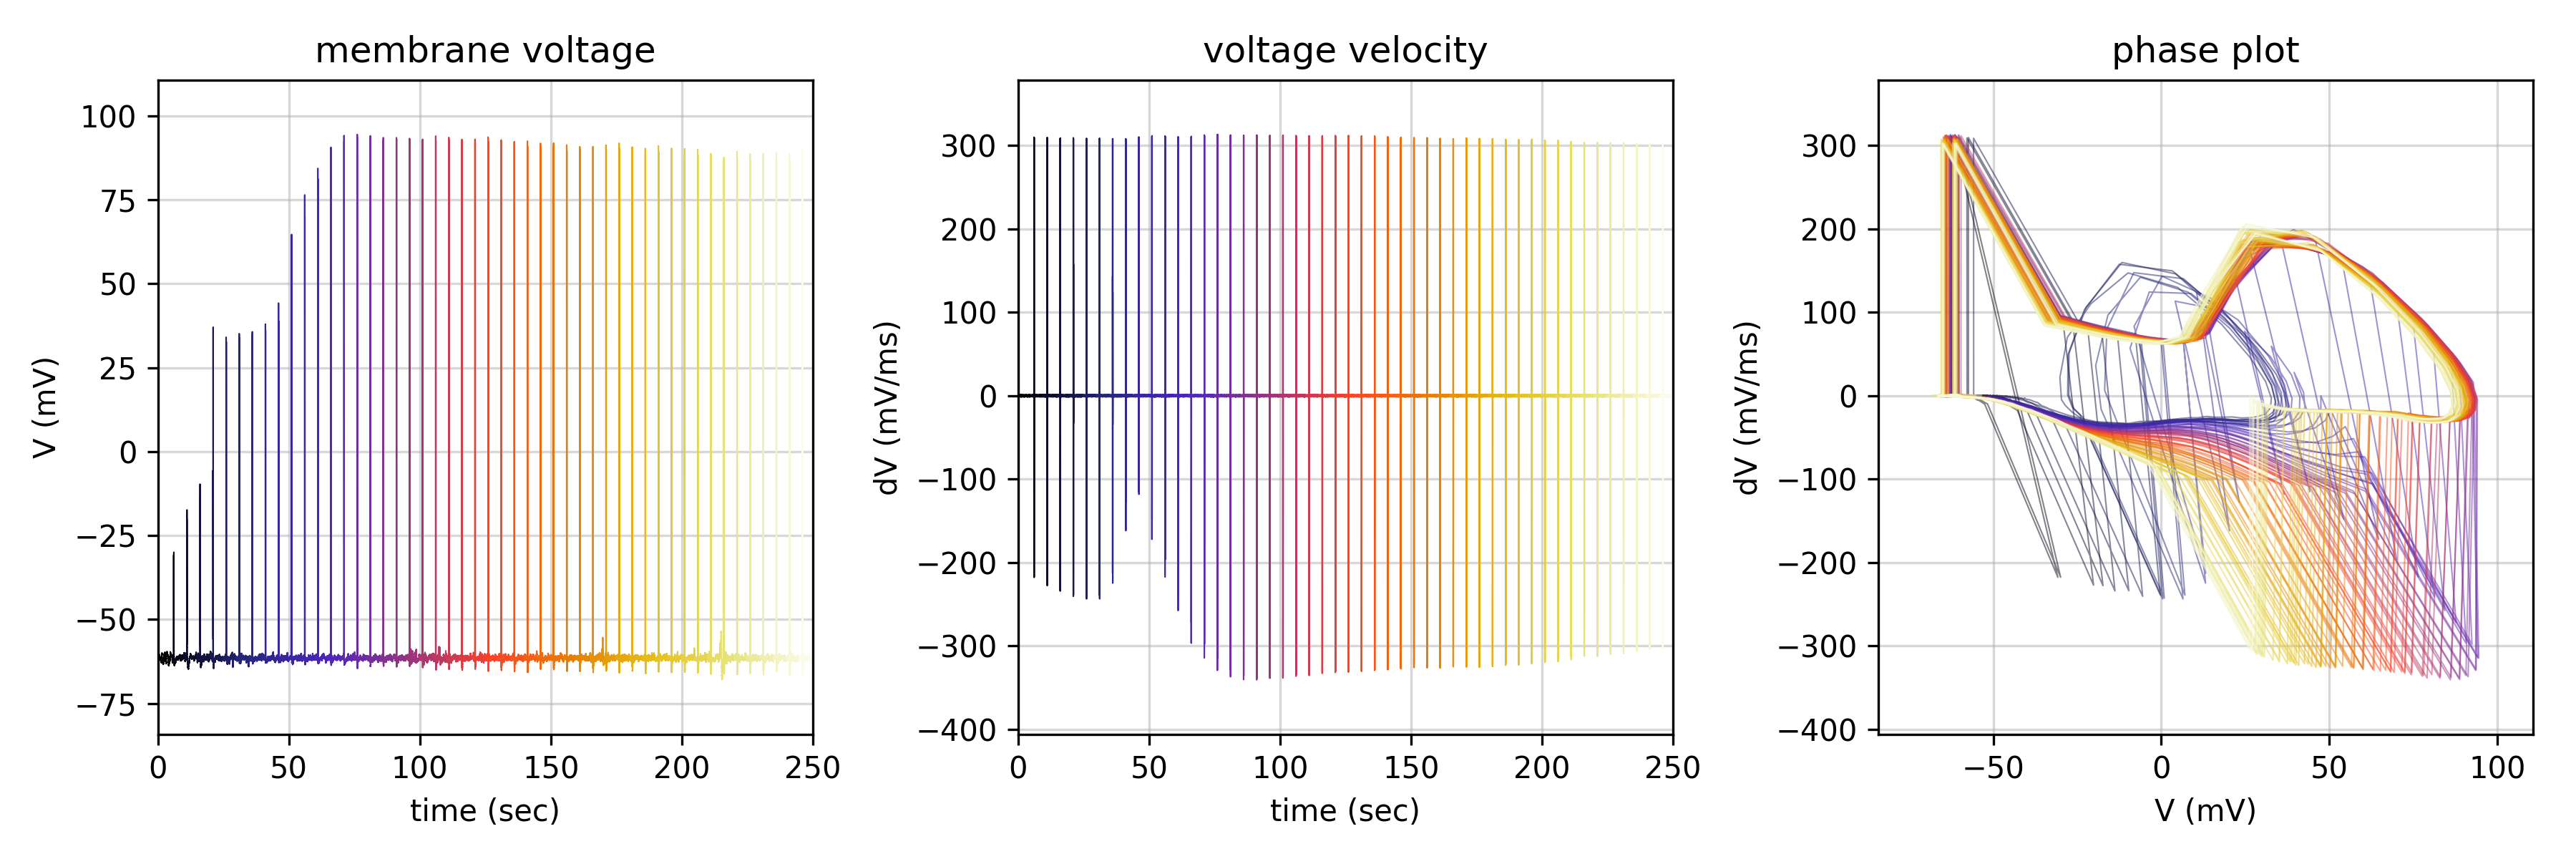 membrane voltage
100
75
50
25
0
−25
−50
−75
V (mV)
0 50 100 150 200 250
time (sec)
voltage velocity
300
200
100
0
−100
−200
−300
−400
dV (mV/ms)
0 50 100 150 200 250
time (sec)
phase plot
300
200
100
0
−100
−200
−300
−400
dV (mV/ms)
−50 0 50 100
V (mV)